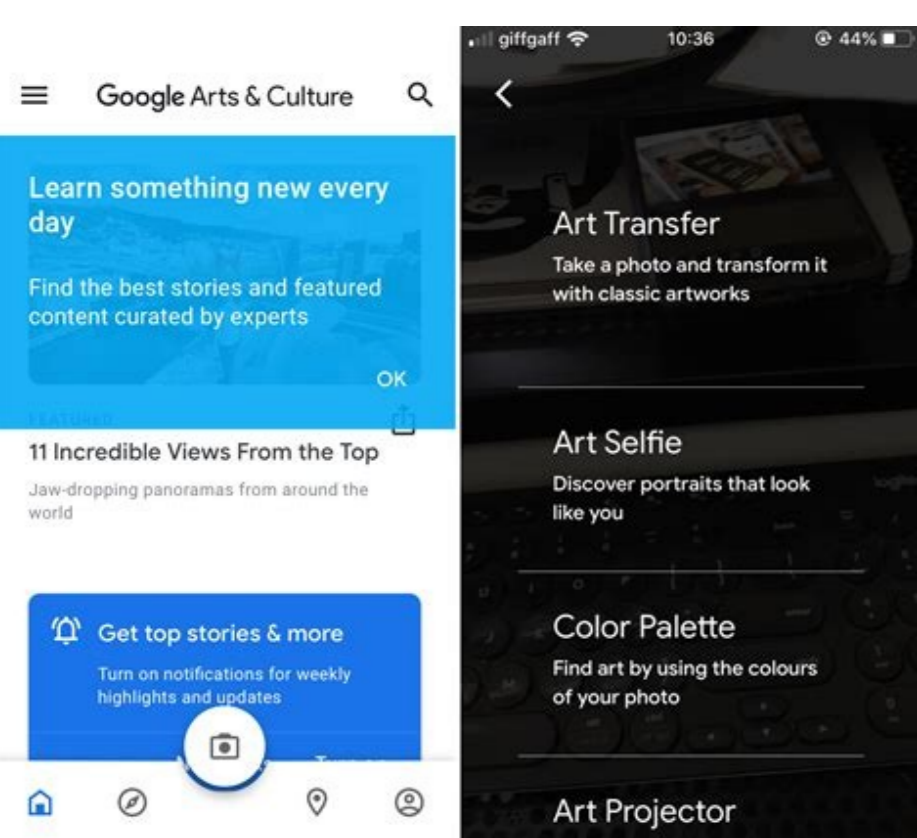 Google Arts & Culture
Learn something new every
day
Find the best stories and featured
content curated by experts
OK
FEATURED
11 Incredible Views From the Top
Jaw-dropping panoramas from around the
world
Get top stories & more
Turn on notifications for weekly
highlights and updates
giffgaff 10:36 44%
Art Transfer
Take a photo and transform it
with classic artworks
Art Selfie
Discover portraits that look
like you
Color Palette
Find art by using the colours
of your photo
Art Projector